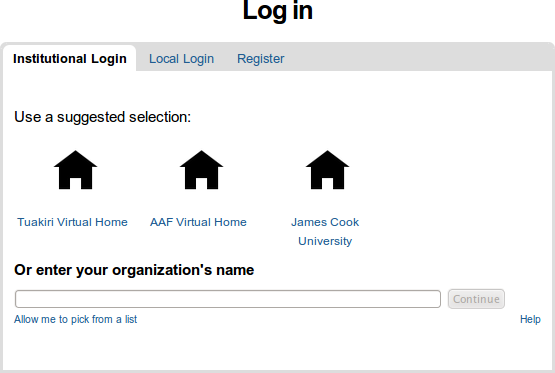 Log in
Institutional Login Local Login Register
Use a suggested selection:
Tuakiri Virtual Home AAF Virtual Home James Cook
University
Or enter your organization's name
Continue
Allow me to pick from a list Help